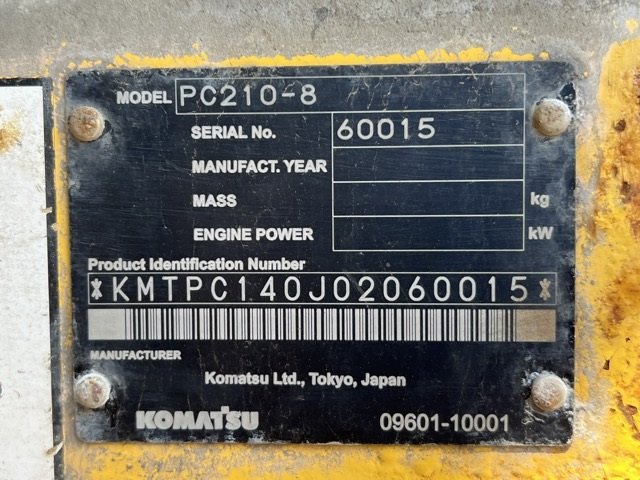 MODEL PC210-8
SERIAL No. 60015
MANUFACT. YEAR
MASS kg
ENGINE POWER kW
Product Identification Number
*KMTPC140J02060015*
MANUFACTURER
Komatsu Ltd., Tokyo, Japan
KOMATSU 09601-10001